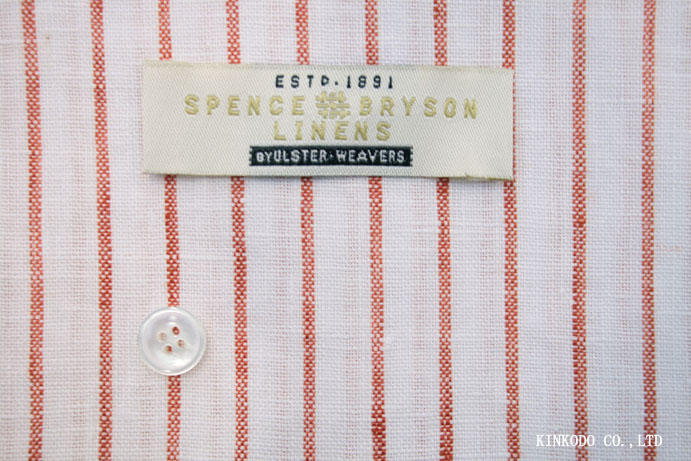 ESTD. 1891
SPENCE BRYSON
LINENS
BY ULSTER·WEAVERS
KINKODO CO.,LTD